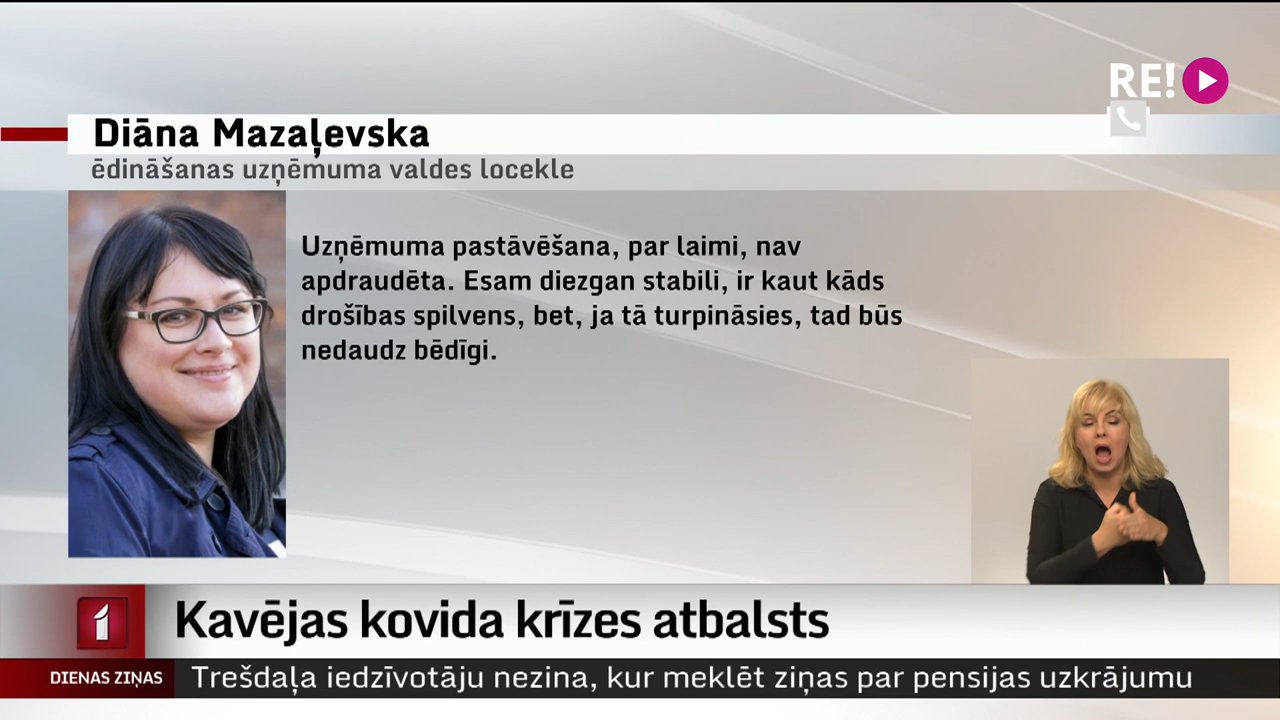 RE!
Diāna Mazaļevska
ēdināšanas uzņēmuma valdes locekle
Uzņēmuma pastāvēšana, par laimi, nav
apdraudēta. Esam diezgan stabili, ir kaut kāds
drošības spilvens, bet, ja tā turpināsies, tad būs
nedaudz bēdīgi.
1
Kavējas kovida krīzes atbalsts
DIENAS ZIŅAS
Trešdaļa iedzīvotāju nezina, kur meklēt ziņas par pensijas uzkrājumu